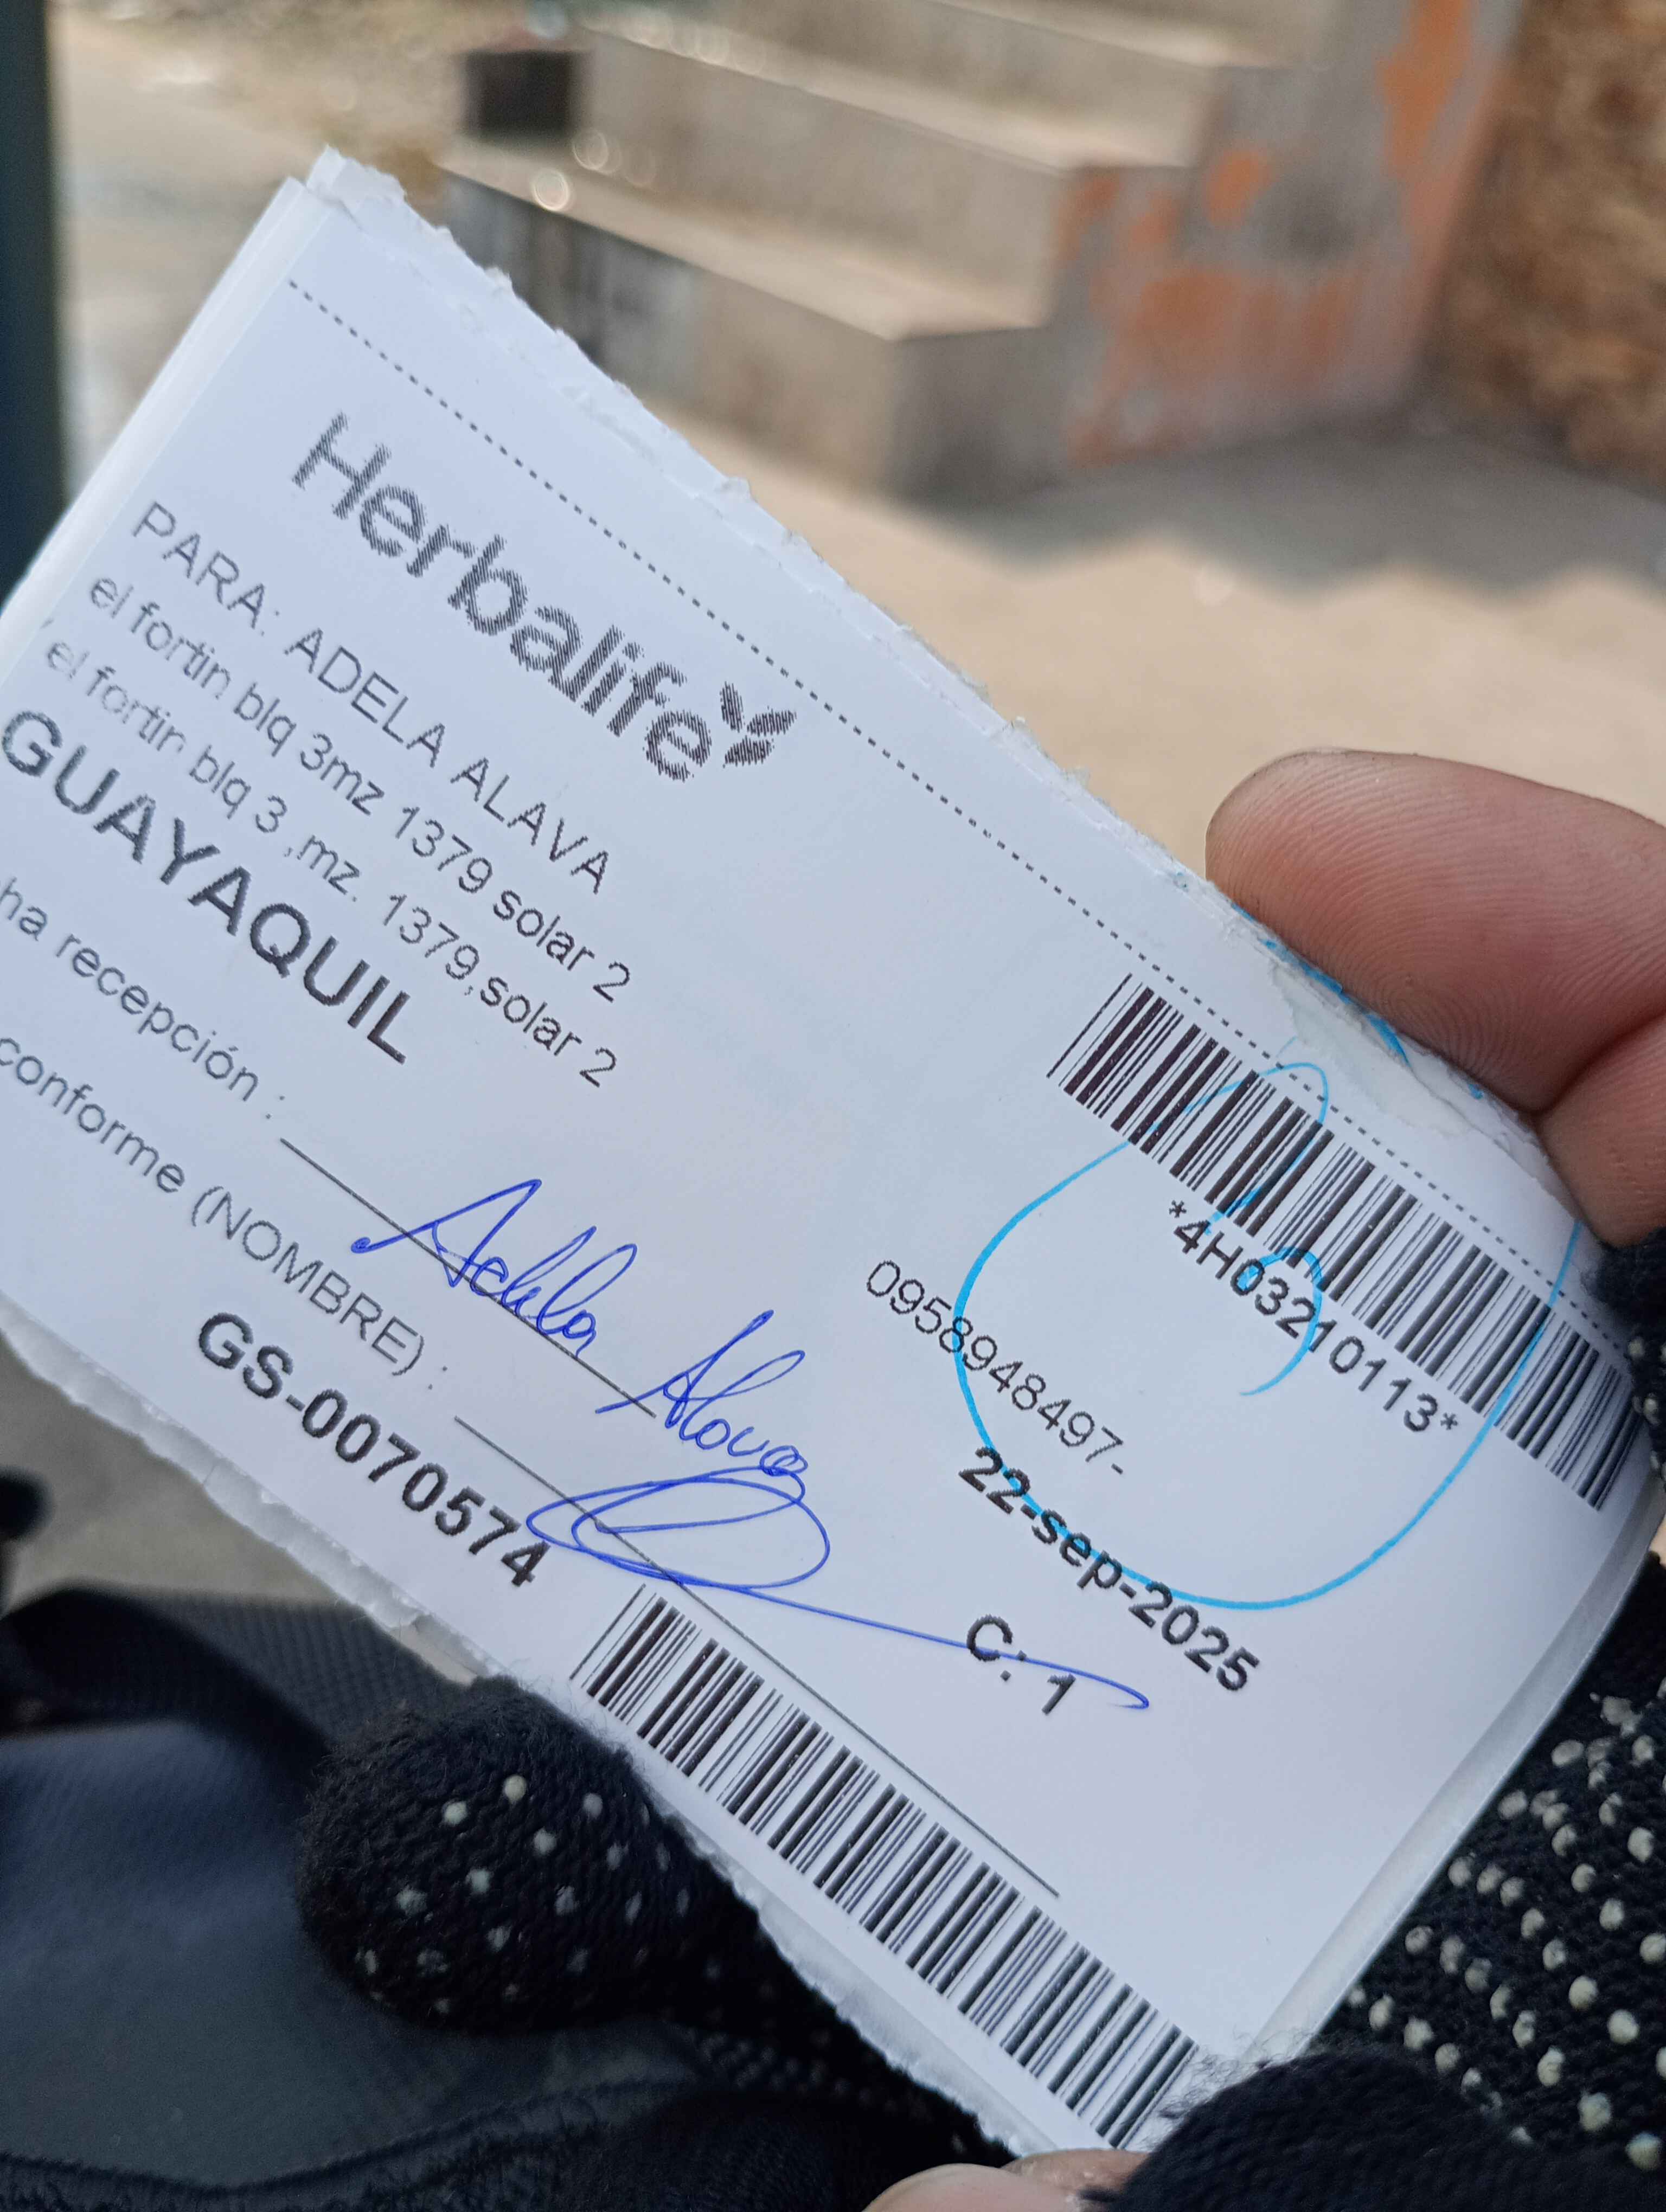 Herbalife
*4H03210113*
PARA: ADELA ALAVA
el fortin blq 3mz 1379 solar 2
el fortin blq 3 ,mz. 1379,solar 2
0958948497-
GUAYAQUIL
22-sep-2025
ha recepción :
C: 1
Adela Alava
conforme (NOMBRE) :
GS-0070574